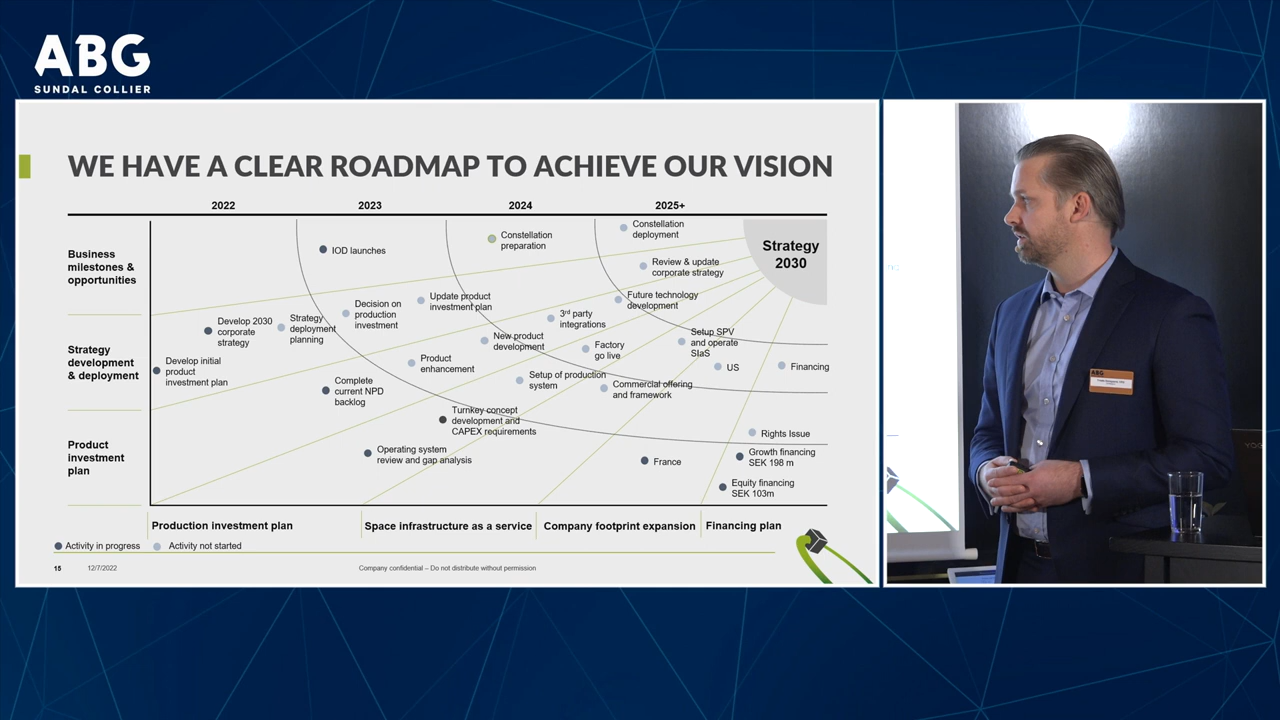 ABG
SUNDAL COLLIER
WE HAVE A CLEAR ROADMAP TO ACHIEVE OUR VISION
2022
2023
2024
2025+
Business
milestones &
opportunities
Strategy
development
& deployment
Product
investment
plan
IOD launches
Constellation
preparation
Constellation
deployment
Review & update
corporate strategy
Strategy
2030
Develop 2030
corporate
strategy
Strategy
deployment
planning
Decision on
production
investment
Update product
investment plan
Future technology
development
3rd party
integrations
New product
development
Factory
go live
Setup SPV
and operate
SIaS
Develop initial
product
investment plan
Product
enhancement
US
Financing
Complete
current NPD
backlog
Setup of production
system
Commercial offering
and framework
Turnkey concept
development and
CAPEX requirements
Operating system
review and gap analysis
France
Rights Issue
Growth financing
SEK 198 m
Equity financing
SEK 103m
Production investment plan
Space infrastructure as a service
Company footprint expansion
Financing plan
Activity in progress
Activity not started
15
12/7/2022
Company confidential – Do not distribute without permission
ABG